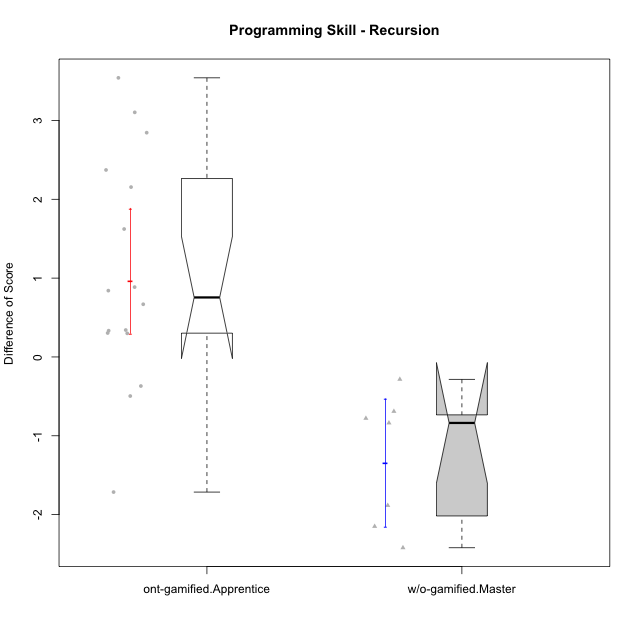 Programming Skill - Recursion
Difference of Score
3
2
1
0
-1
-2
ont-gamified.Apprentice
w/o-gamified.Master